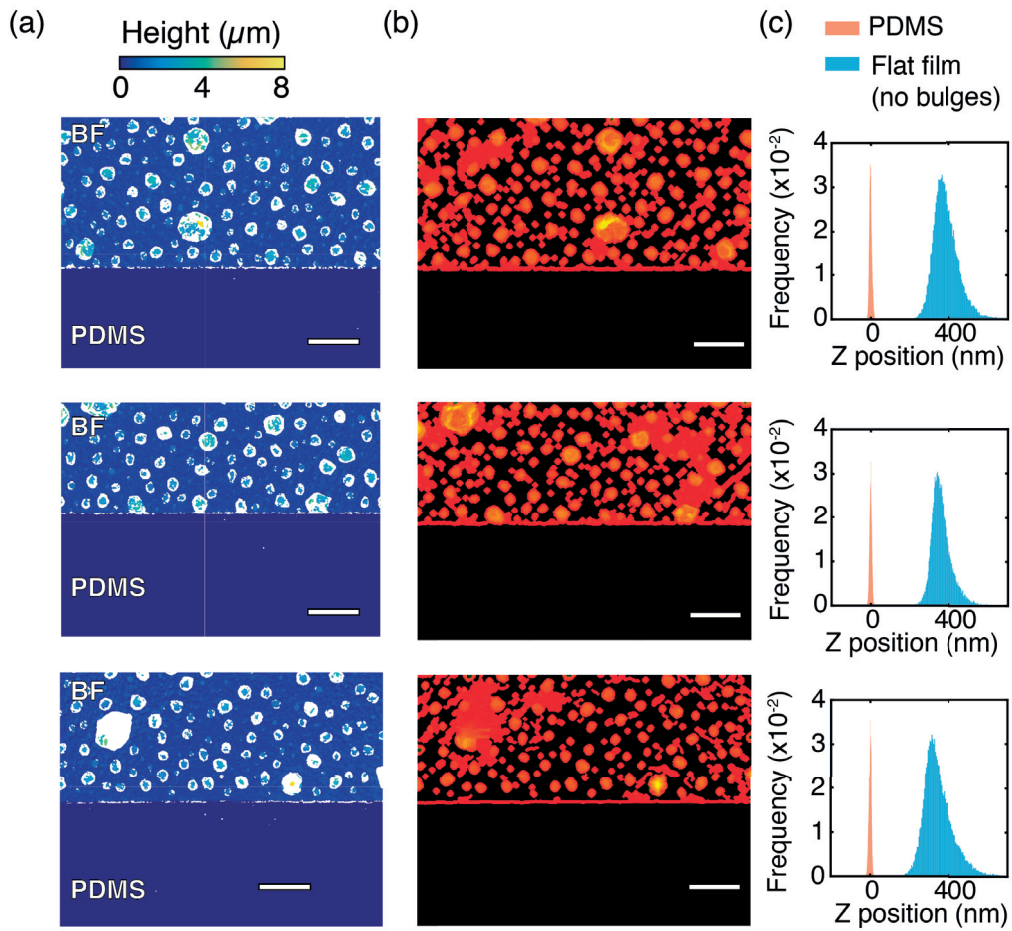 (a)
Height (µm)
0 4 8
(b)
(c)
PDMS
Flat film
(no bulges)
BF
PDMS
Frequency (x10-2)
4
3
2
1
0
0 400
Z position (nm)
BF
PDMS
Frequency (x10-2)
4
3
2
1
0
0 400
Z position (nm)
BF
PDMS
Frequency (x10-2)
4
3
2
1
0
0 400
Z position (nm)